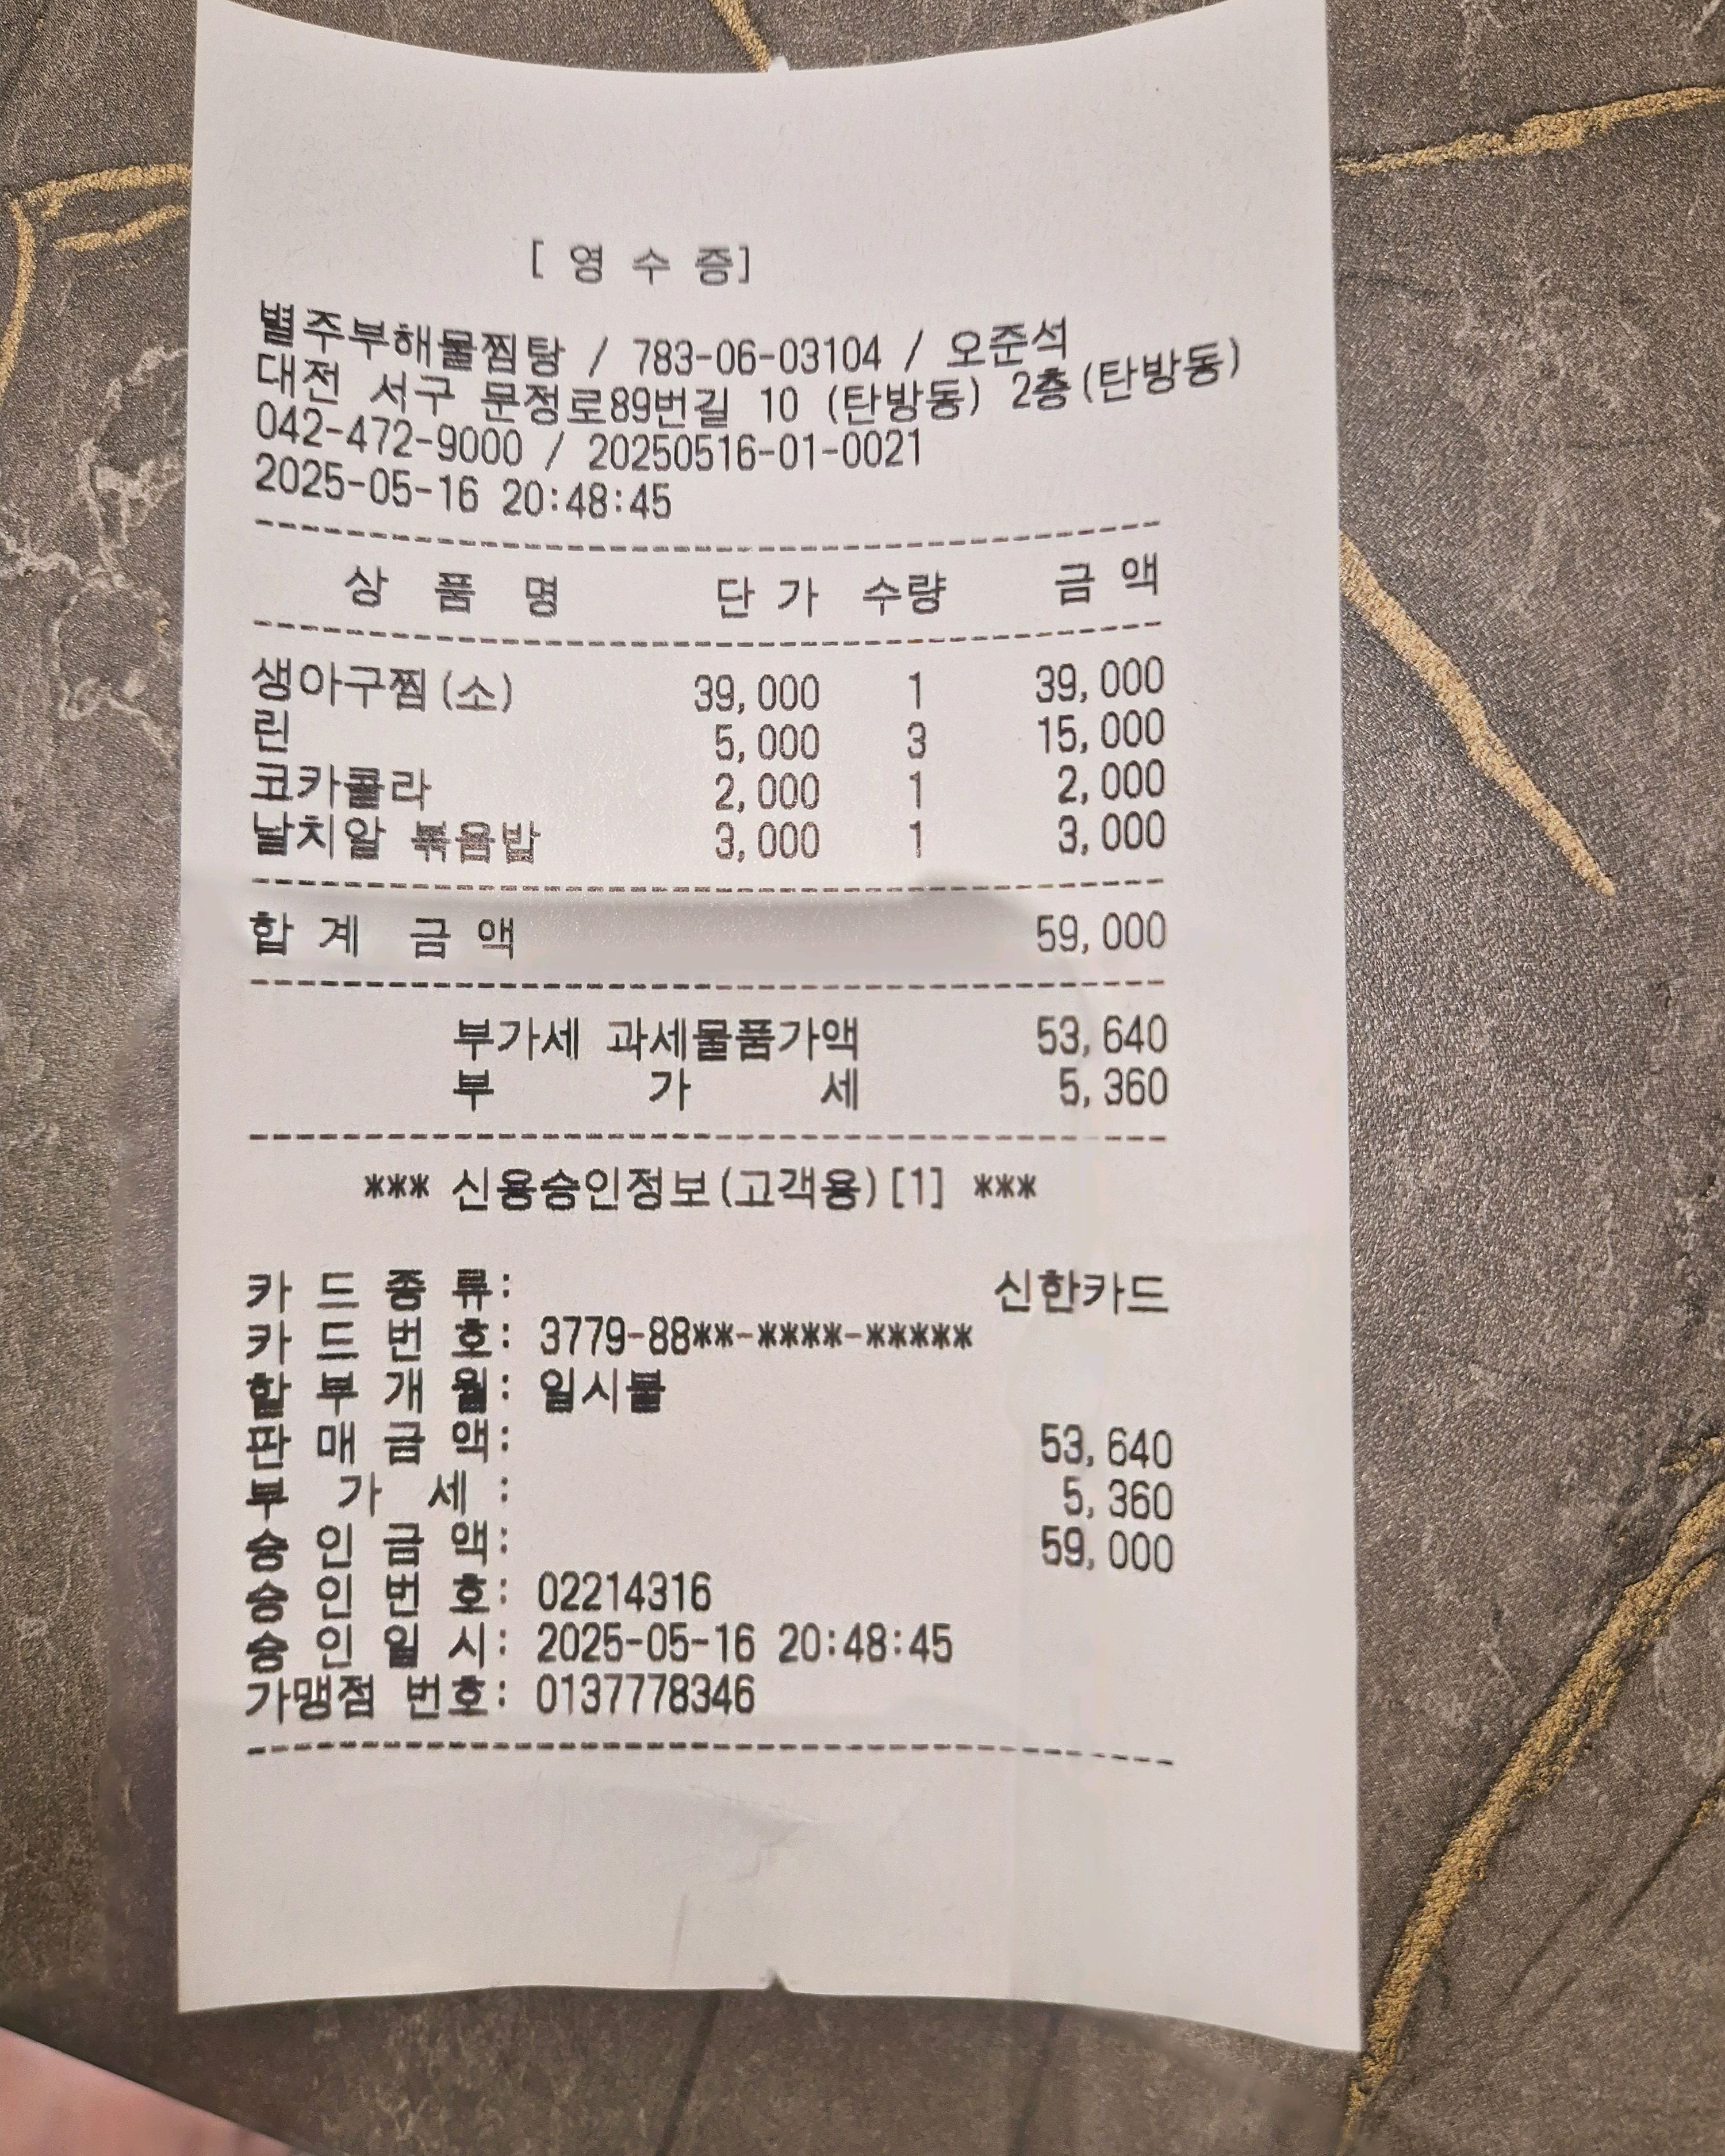 [ 영 수 증]
별주부해물찜탕 / 783-06-03104 / 오준석
대전 서구 문정로89번길 10 (탄방동) 2층(탄방동)
042-472-9000 / 20250516-01-0021
2025-05-16 20:48:45
상 품 명 단 가 수량 금 액
생아구찜(소) 39,000 1 39,000
린 5,000 3 15,000
코카콜라 2,000 1 2,000
날치알 볶음밥 3,000 1 3,000
합 계 금 액 59,000
부가세 과세물품가액 53,640
부 가 세 5,360
*** 신용승인정보(고객용)[1] ***
카 드 종 류: 신한카드
카 드 번 호: 3779-88**-****-*****
할 부 개 월: 일시불
판 매 금 액: 53,640
부 가 세 : 5,360
승 인 금 액: 59,000
승 인 번 호: 02214316
승 인 일 시: 2025-05-16 20:48:45
가맹점 번호: 0137778346